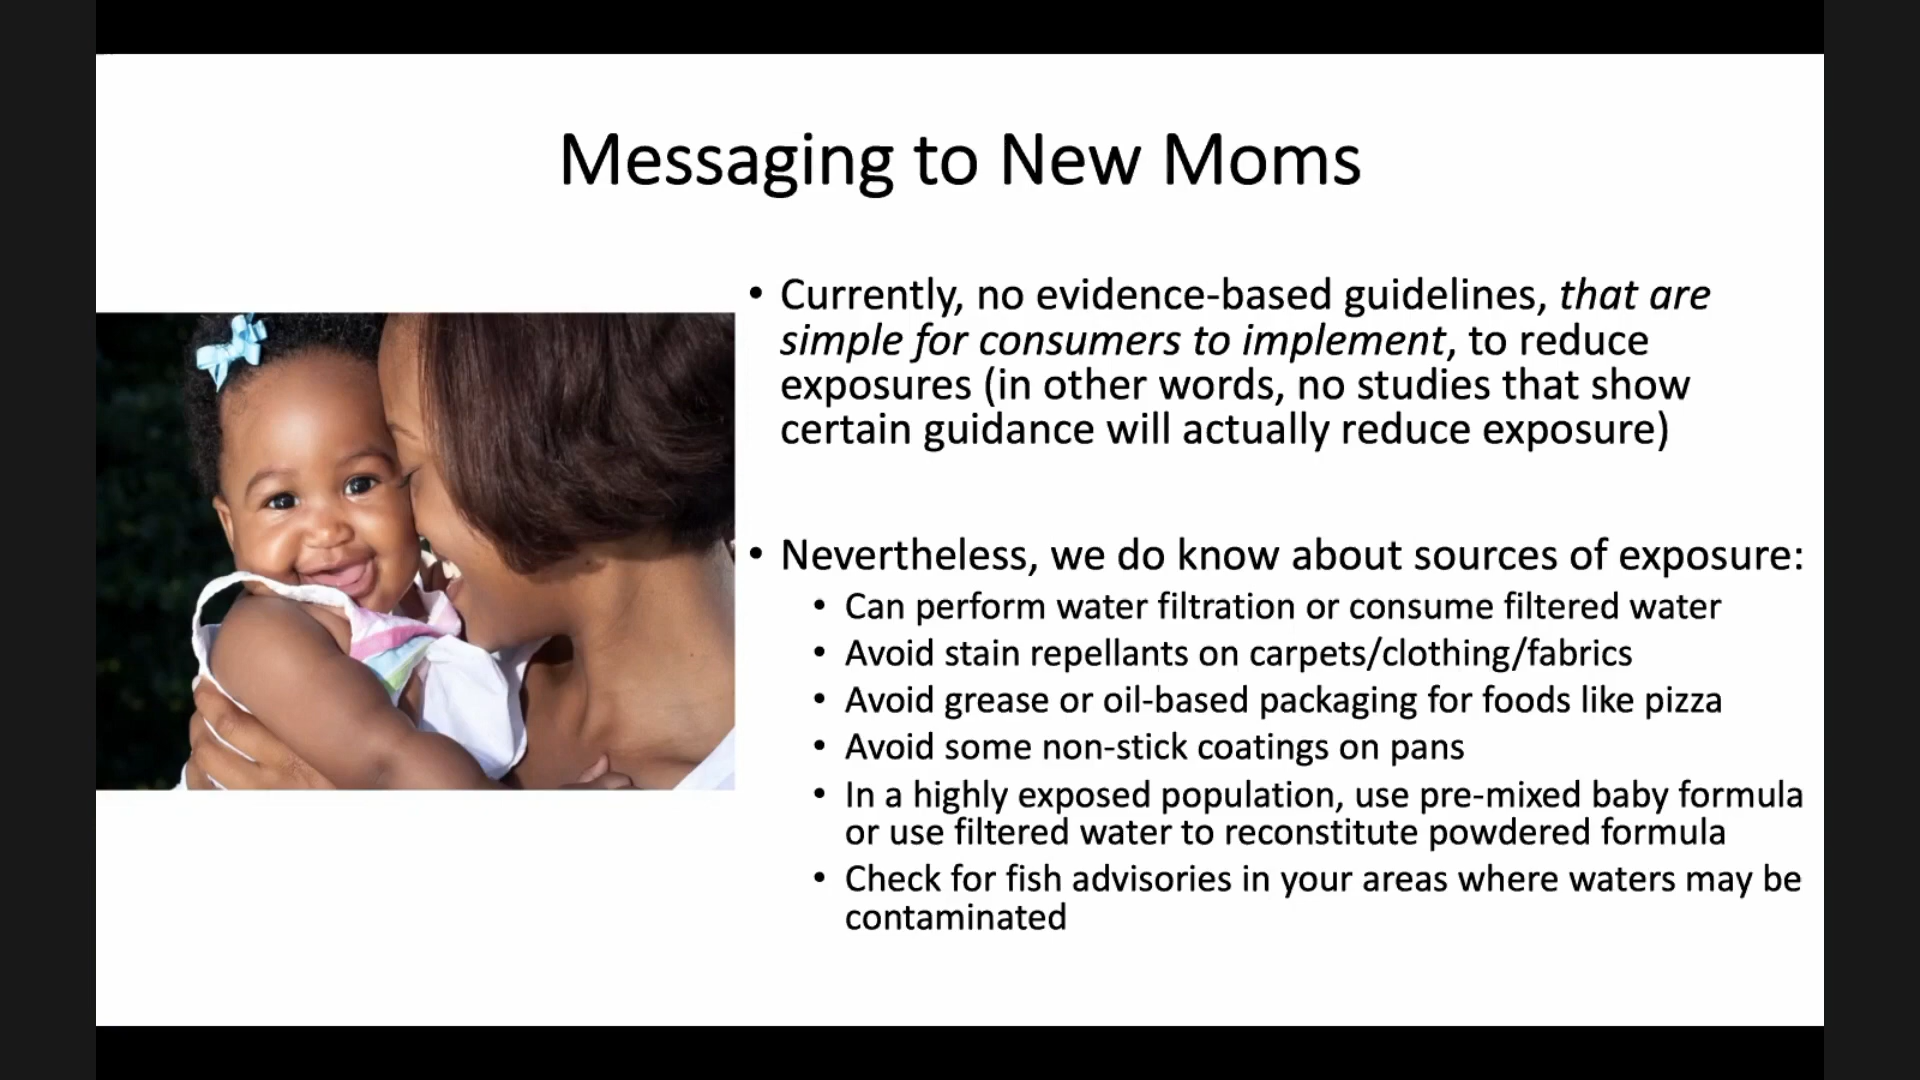 Messaging to New Moms
• Currently, no evidence-based guidelines, that are
simple for consumers to implement, to reduce
exposures (in other words, no studies that show
certain guidance will actually reduce exposure)
• Nevertheless, we do know about sources of exposure:
• Can perform water filtration or consume filtered water
• Avoid stain repellants on carpets/clothing/fabrics
• Avoid grease or oil-based packaging for foods like pizza
• Avoid some non-stick coatings on pans
• In a highly exposed population, use pre-mixed baby formula
or use filtered water to reconstitute powdered formula
• Check for fish advisories in your areas where waters may be
contaminated